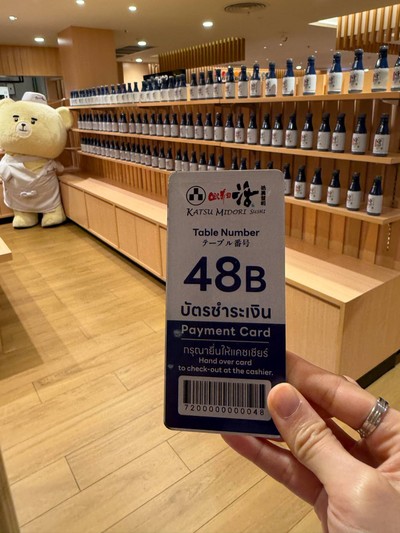 KATSU MIDORI SUSHI
Table Number
テーブル番号
48B
บัตรชำระเงิน
Payment Card
กรุณายื่นให้แคชเชียร์
Hand over card
to check-out at the cashier.
7200000000048